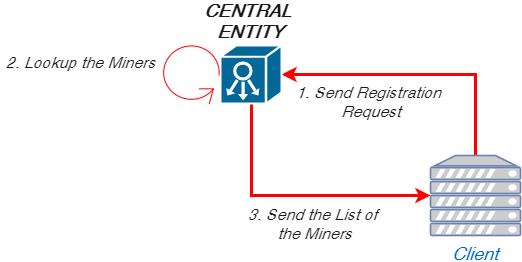 CENTRAL
ENTITY
2. Lookup the Miners
1. Send Registration
Request
3. Send the List of
the Miners
Client